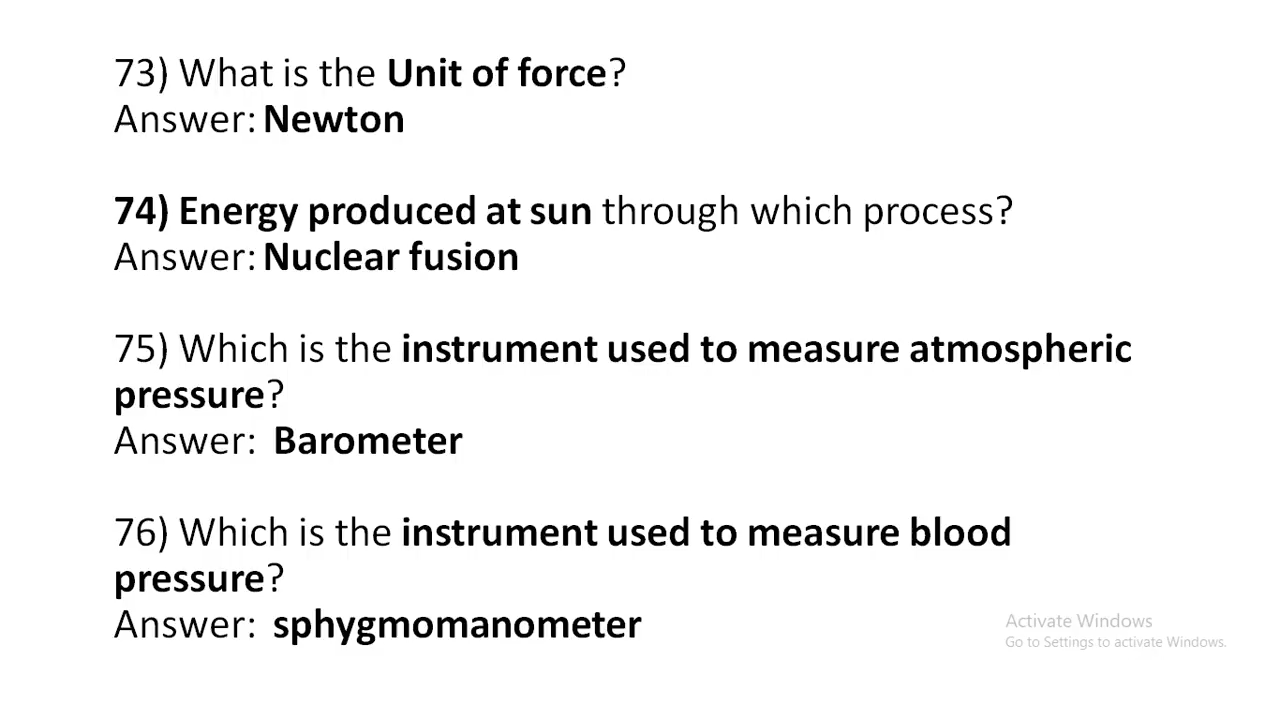 73) What is the Unit of force?
Answer: Newton
74) Energy produced at sun through which process?
Answer: Nuclear fusion
75) Which is the instrument used to measure atmospheric
pressure?
Answer: Barometer
76) Which is the instrument used to measure blood
pressure?
Answer: sphygmomanometer
Activate Windows
Go to Settings to activate Windows.